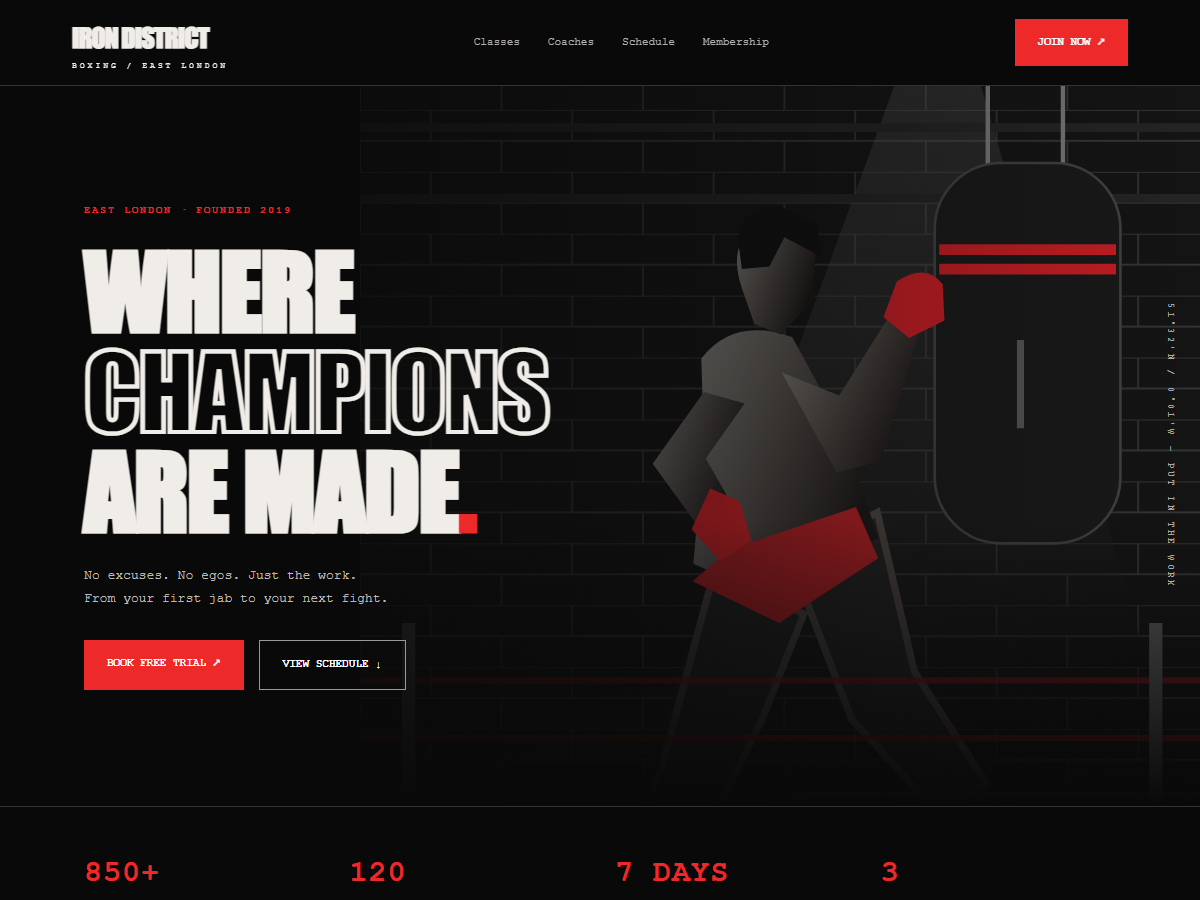 IRON DISTRICT
BOXING / EAST LONDON
Classes
Coaches
Schedule
Membership
JOIN NOW ↗
EAST LONDON · FOUNDED 2019
WHERE
CHAMPIONS
ARE MADE.
No excuses. No egos. Just the work.
From your first jab to your next fight.
BOOK FREE TRIAL ↗
VIEW SCHEDULE ↓
51°32'N / 0°01'W — PUT IN THE WORK
850+
120
7 DAYS
3